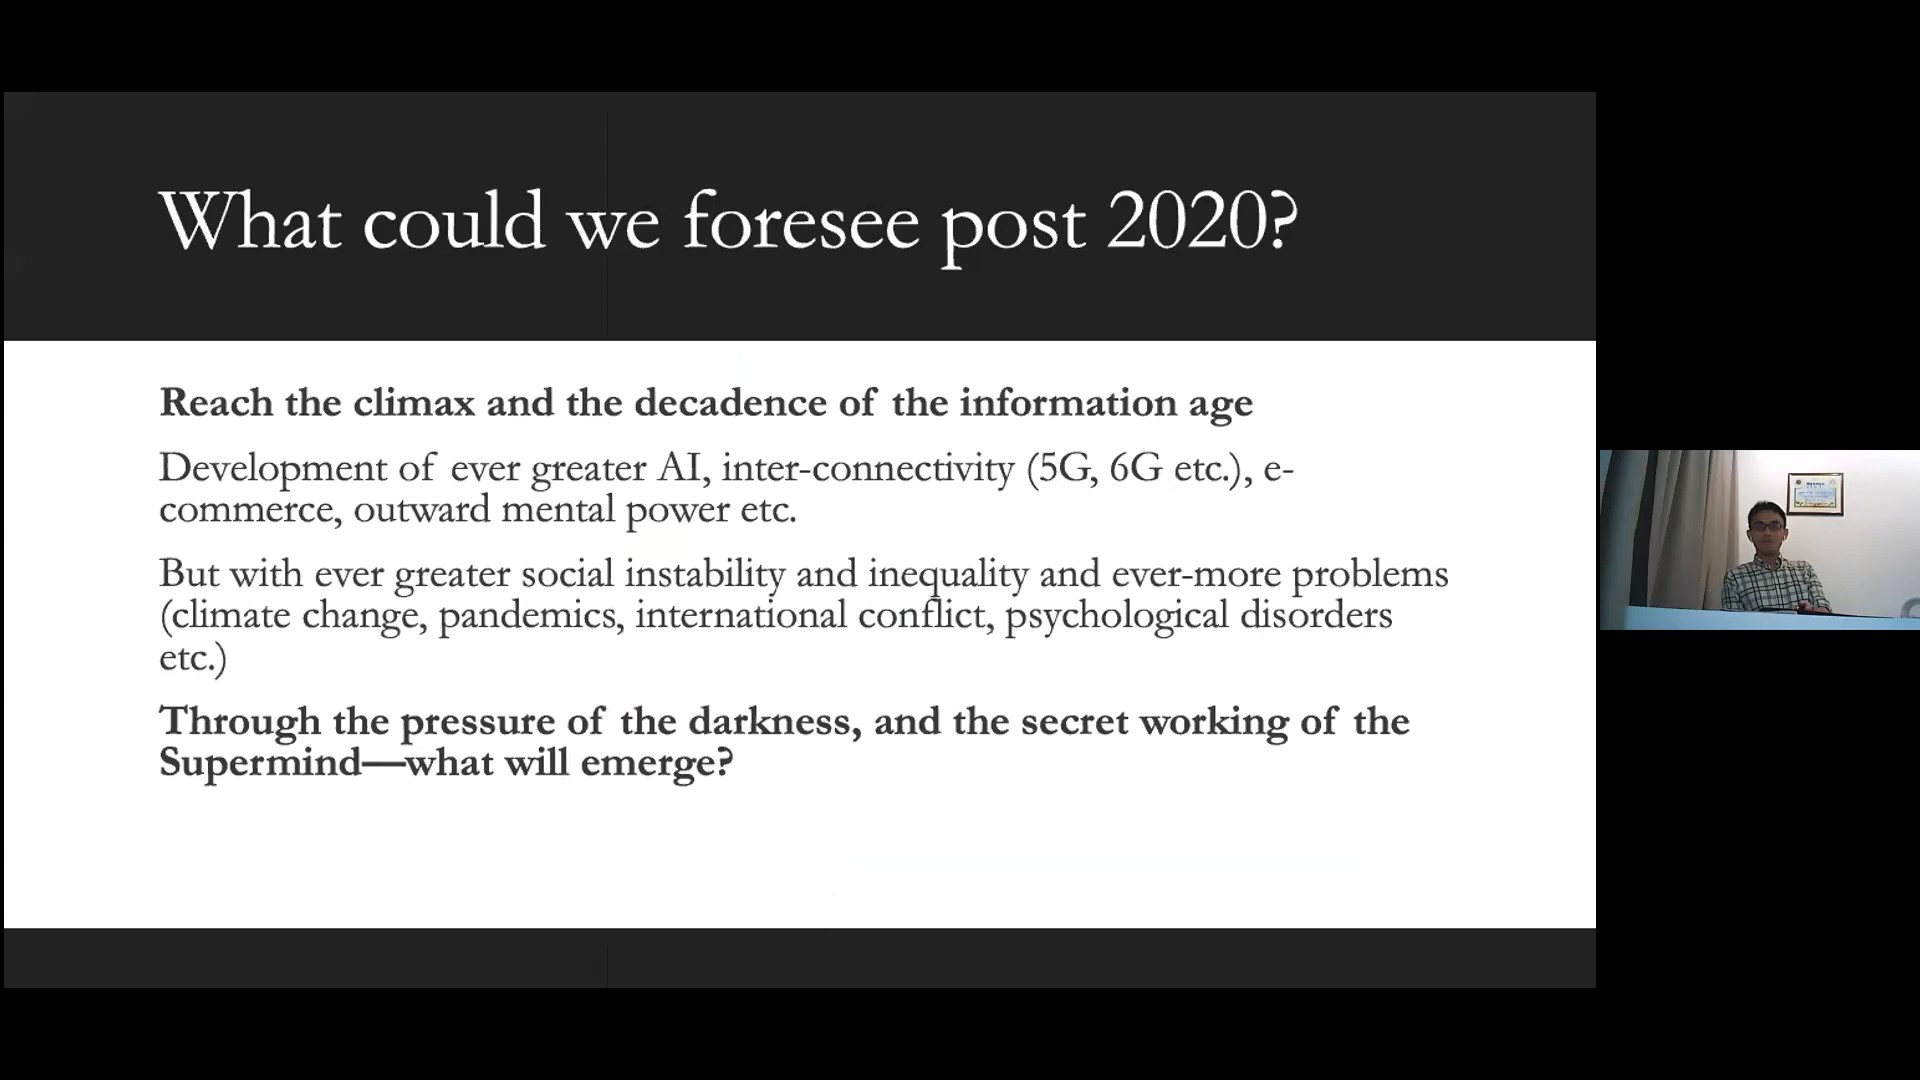 What could we foresee post 2020?
Reach the climax and the decadence of the information age
Development of ever greater AI, inter-connectivity (5G, 6G etc.), e-
commerce, outward mental power etc.
But with ever greater social instability and inequality and ever-more problems
(climate change, pandemics, international conflict, psychological disorders
etc.)
Through the pressure of the darkness, and the secret working of the
Supermind—what will emerge?